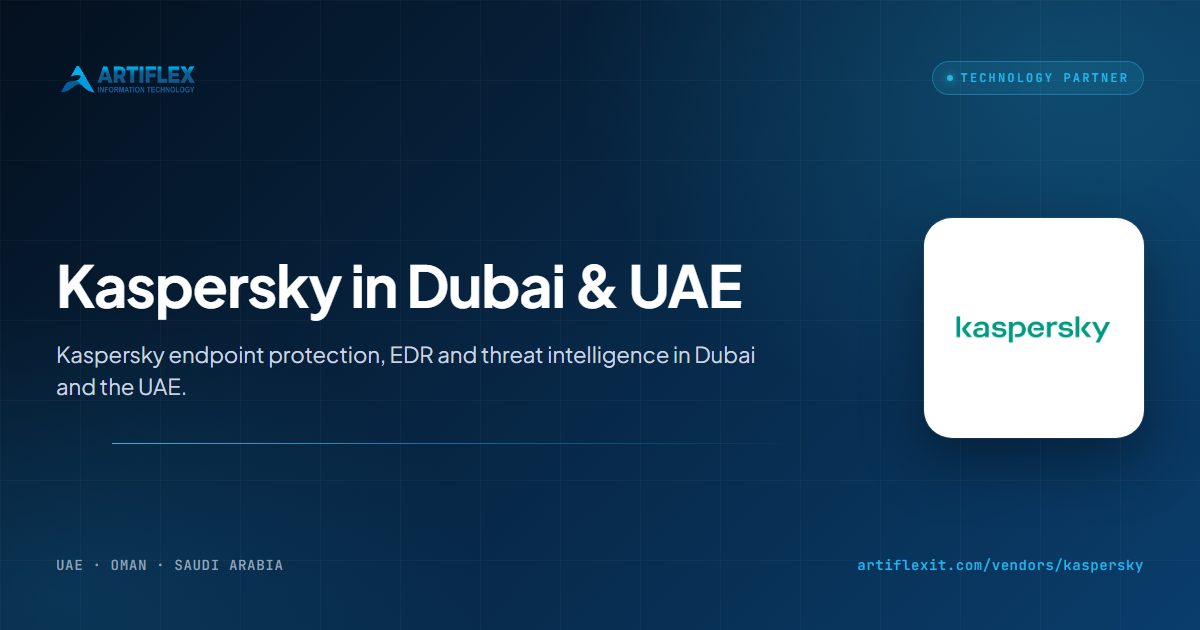 ARTIFLEX
INFORMATION TECHNOLOGY
TECHNOLOGY PARTNER
Kaspersky in Dubai & UAE
Kaspersky endpoint protection, EDR and threat intelligence in Dubai
and the UAE.
kaspersky
UAE · OMAN · SAUDI ARABIA
artiflexit.com/vendors/kaspersky